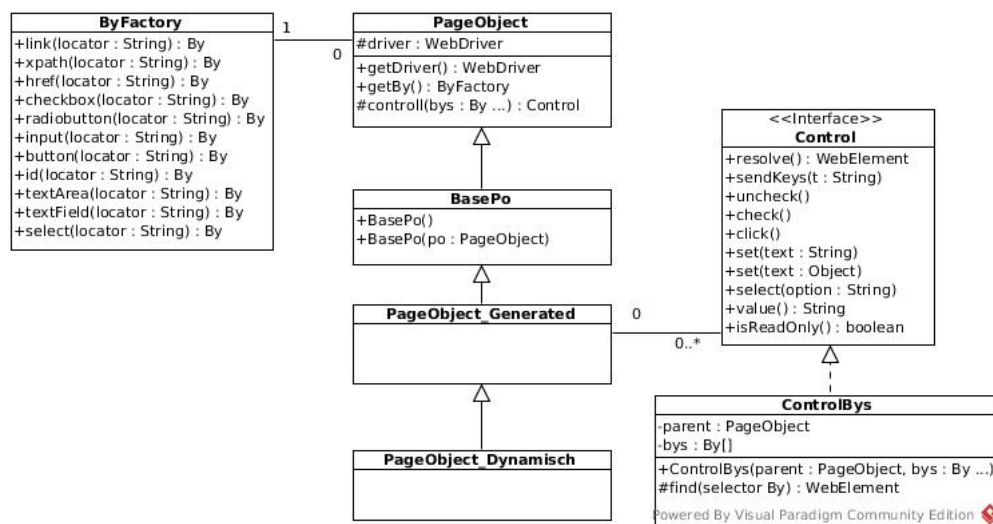 ByFactory
+link(locator : String) : By
+xpath(locator : String) : By
+href(locator : String) : By
+checkbox(locator : String) : By
+radiobutton(locator : String) : By
+input(locator : String) : By
+button(locator : String) : By
+id(locator : String) : By
+textArea(locator : String) : By
+textField(locator : String) : By
+select(locator : String) : By
1
0
PageObject
#driver : WebDriver
+getDriver() : WebDriver
+getBy() : ByFactory
#controll(bys : By ...) : Control
BasePo
+BasePo()
+BasePo(po : PageObject)
PageObject_Generated
0
0..*
PageObject_Dynamisch
<<Interface>>
Control
+resolve() : WebElement
+sendKeys(t : String)
+uncheck()
+check()
+click()
+set(text : String)
+set(text : Object)
+select(option : String)
+value() : String
+isReadOnly() : boolean
ControlBys
-parent : PageObject
-bys : By[]
+ControlBys(parent : PageObject, bys : By ...)
#find(selector By) : WebElement
Powered By Visual Paradigm Community Edition